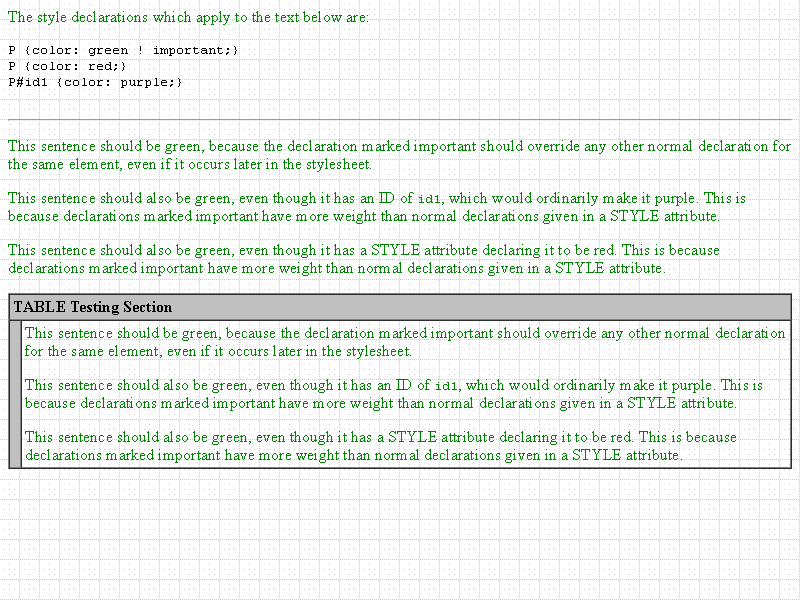 The style declarations which apply to the text below are:
P {color: green ! important;}
P {color: red;}
P#id1 {color: purple;}
This sentence should be green, because the declaration marked important should override any other normal declaration for
the same element, even if it occurs later in the stylesheet.
This sentence should also be green, even though it has an ID of id1, which would ordinarily make it purple. This is
because declarations marked important have more weight than normal declarations given in a STYLE attribute.
This sentence should also be green, even though it has a STYLE attribute declaring it to be red. This is because
declarations marked important have more weight than normal declarations given in a STYLE attribute.
TABLE Testing Section
This sentence should be green, because the declaration marked important should override any other normal declaration
for the same element, even if it occurs later in the stylesheet.
This sentence should also be green, even though it has an ID of id1, which would ordinarily make it purple. This is
because declarations marked important have more weight than normal declarations given in a STYLE attribute.
This sentence should also be green, even though it has a STYLE attribute declaring it to be red. This is because
declarations marked important have more weight than normal declarations given in a STYLE attribute.